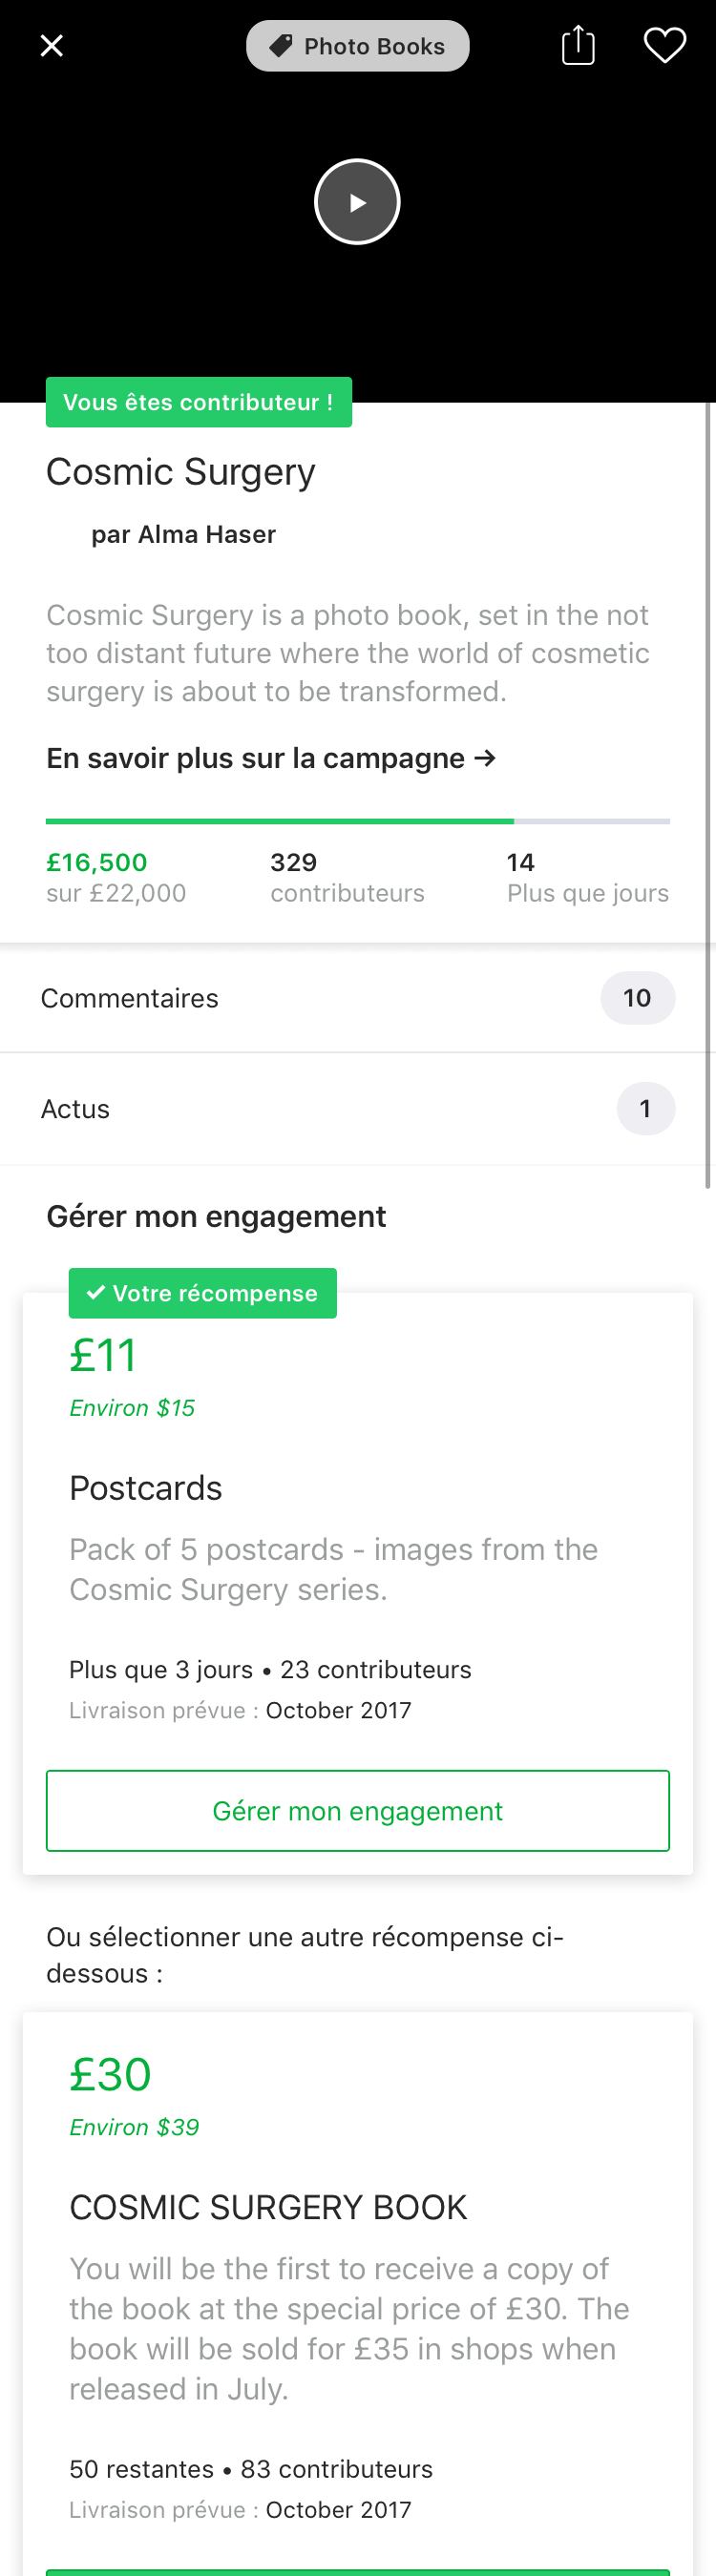 Photo Books
Vous êtes contributeur !
Cosmic Surgery
par Alma Haser
Cosmic Surgery is a photo book, set in the not
too distant future where the world of cosmetic
surgery is about to be transformed.
En savoir plus sur la campagne →
£16,500
sur £22,000
329
contributeurs
14
Plus que jours
Commentaires
10
Actus
1
Gérer mon engagement
✓ Votre récompense
£11
Environ $15
Postcards
Pack of 5 postcards - images from the
Cosmic Surgery series.
Plus que 3 jours • 23 contributeurs
Livraison prévue : October 2017
Gérer mon engagement
Ou sélectionner une autre récompense ci-
dessous :
£30
Environ $39
COSMIC SURGERY BOOK
You will be the first to receive a copy of
the book at the special price of £30. The
book will be sold for £35 in shops when
released in July.
50 restantes • 83 contributeurs
Livraison prévue : October 2017